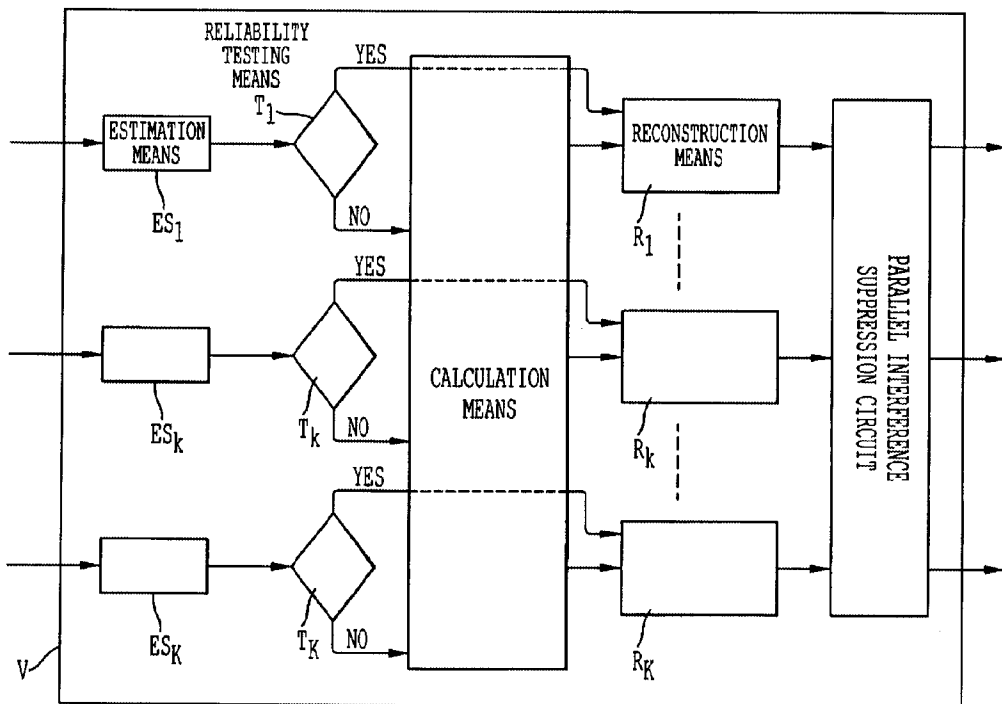 RELIABILITY
TESTING
MEANS
T1
YES
ESTIMATION
MEANS
ES1
NO
RECONSTRUCTION
MEANS
R1
YES
ESk
Tk
NO
CALCULATION
MEANS
Rk
PARALLEL INTERFERENCE
SUPPRESSION CIRCUIT
YES
ESK
TK
NO
RK
V